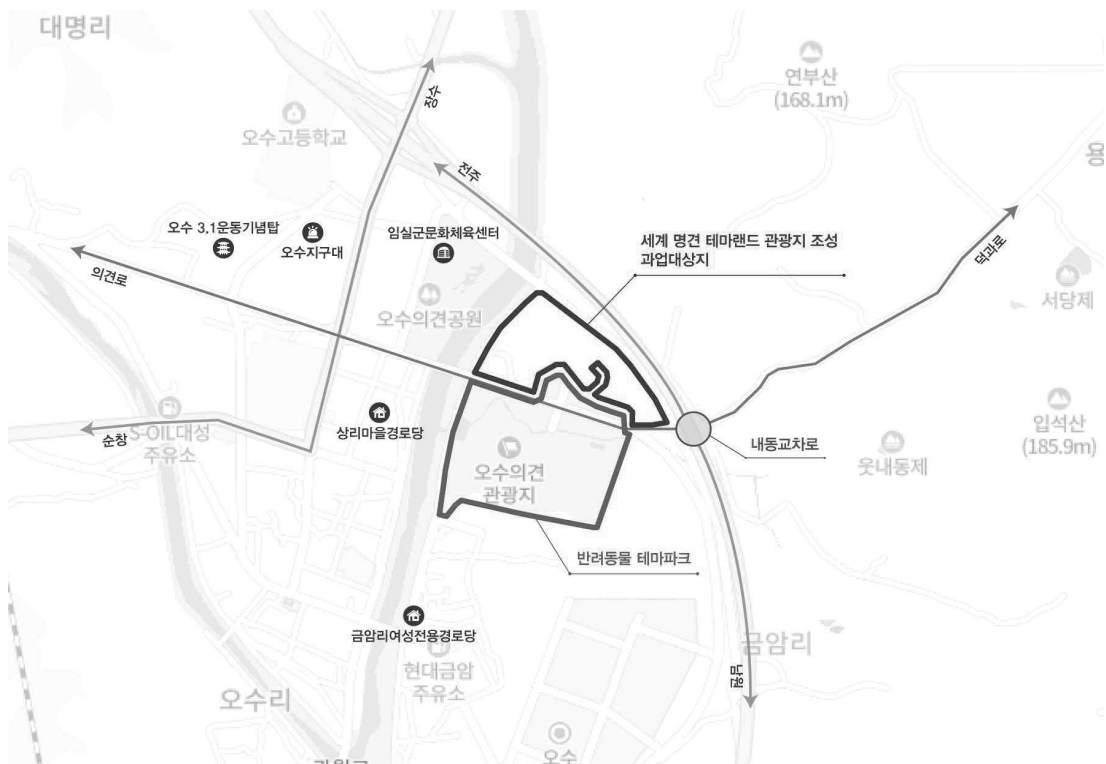 대명리
연부산
(168.1m)
장수
오수고등학교
전주
용
오수 3.1운동기념탑
오수지구대
임실군문화체육센터
세계 명견 테마랜드 관광지 조성
과업대상지
덕과로
의견로
서당제
오수의견공원
S-OIL대성
주유소
순창
상리마을경로당
내동교차로
웃내동제
입석산
(185.9m)
오수의견
관광지
반려동물 테마파크
금암리여성전용경로당
현대금암
주유소
금암리
남원
오수리
오수